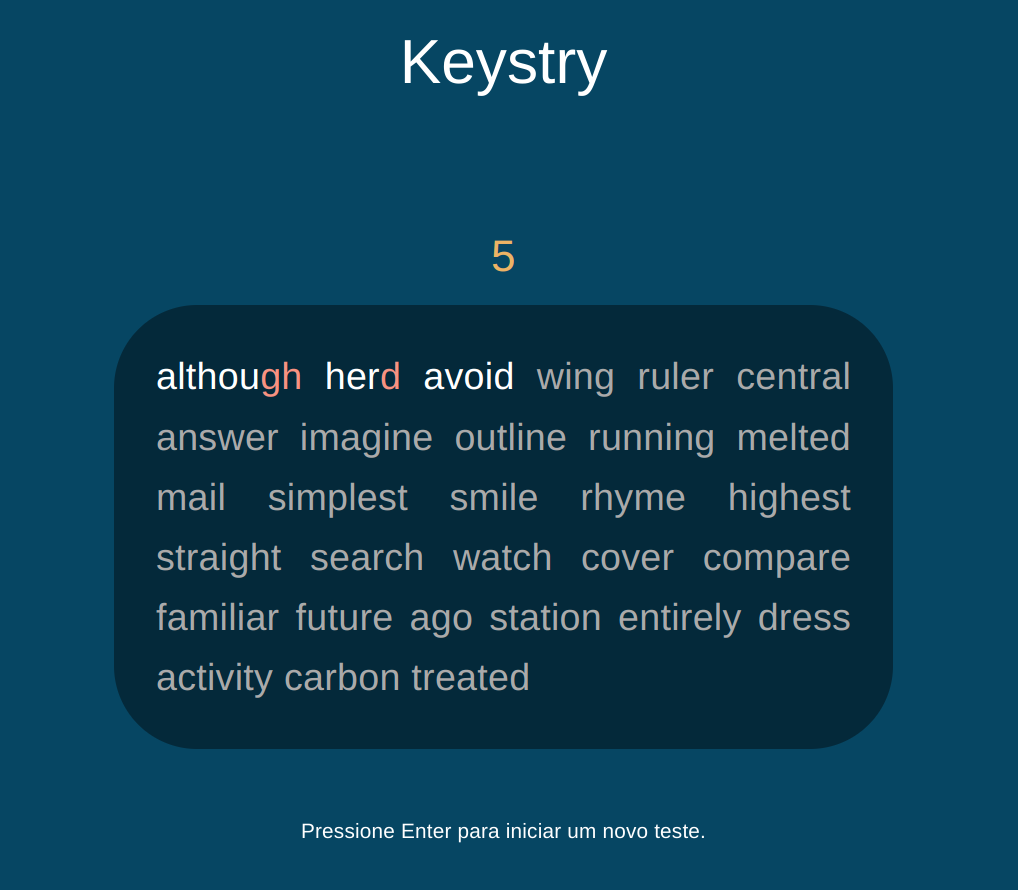 Keystry
5
although herd avoid wing ruler central
answer imagine outline running melted
mail simplest smile rhyme highest
straight search watch cover compare
familiar future ago station entirely dress
activity carbon treated
Pressione Enter para iniciar um novo teste.